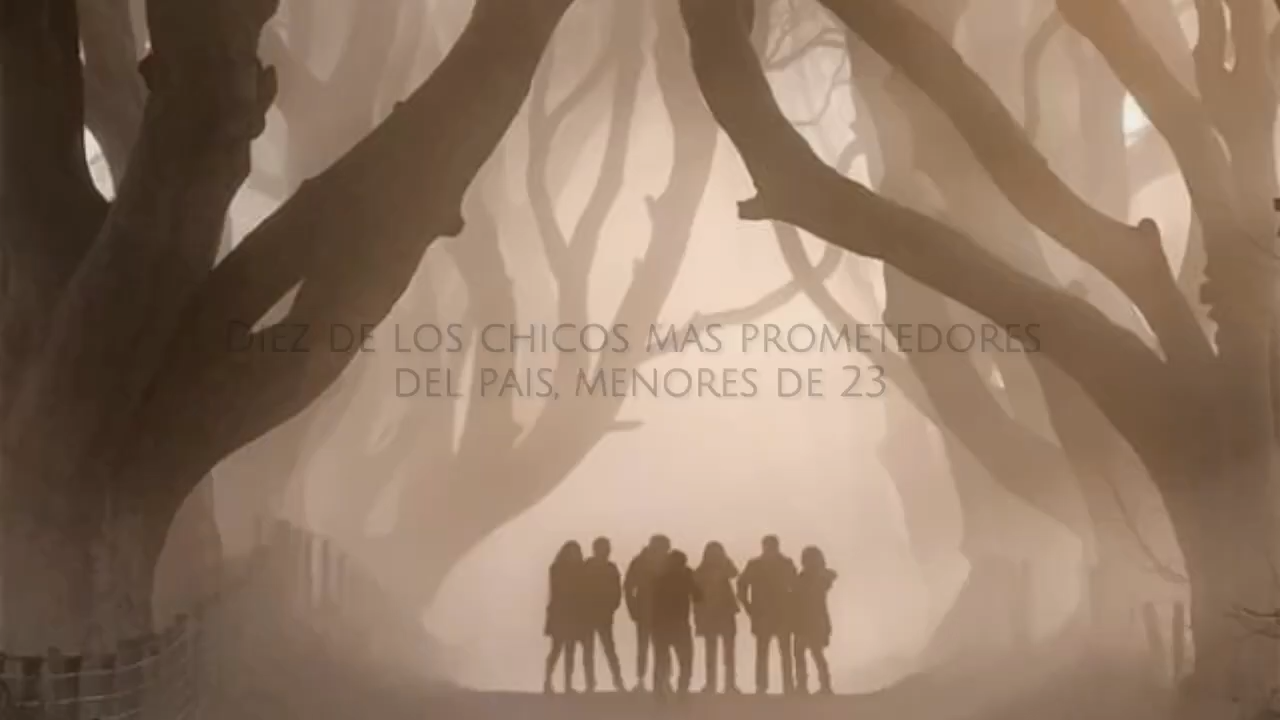 Diez de los chicos mas prometedores
del pais, menores de 23